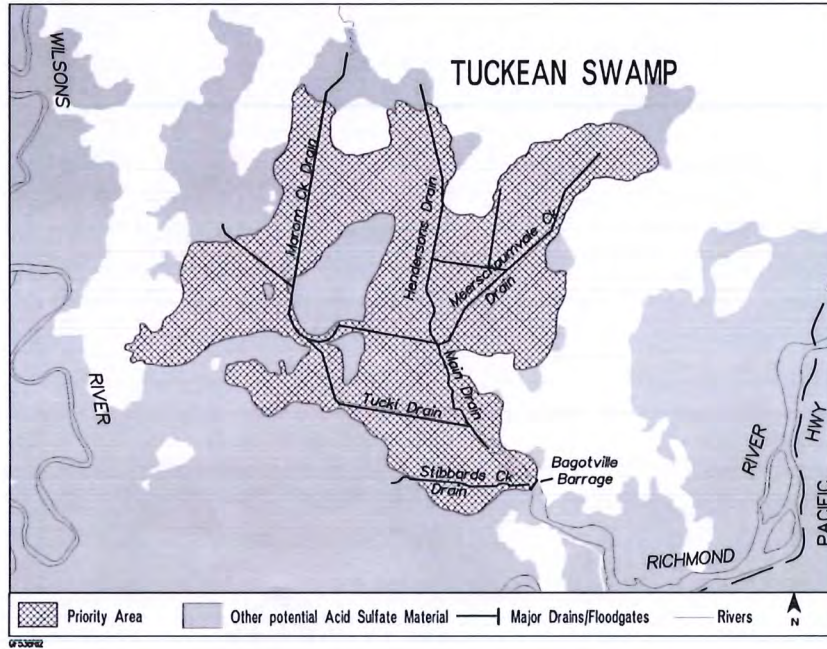 TUCKEAN SWAMP
WILSONS
RIVER
Marom Ck Drain
Hendersons Drain
Meerschaumvale Ck
Drain
Main Drain
Tucki Drain
Stibbards Ck
Drain
Bagotville
Barrage
RIVER
RICHMOND
HWY
PACIFIC
Priority Area
Other potential Acid Sulfate Material
Major Drains/Floodgates
Rivers
N